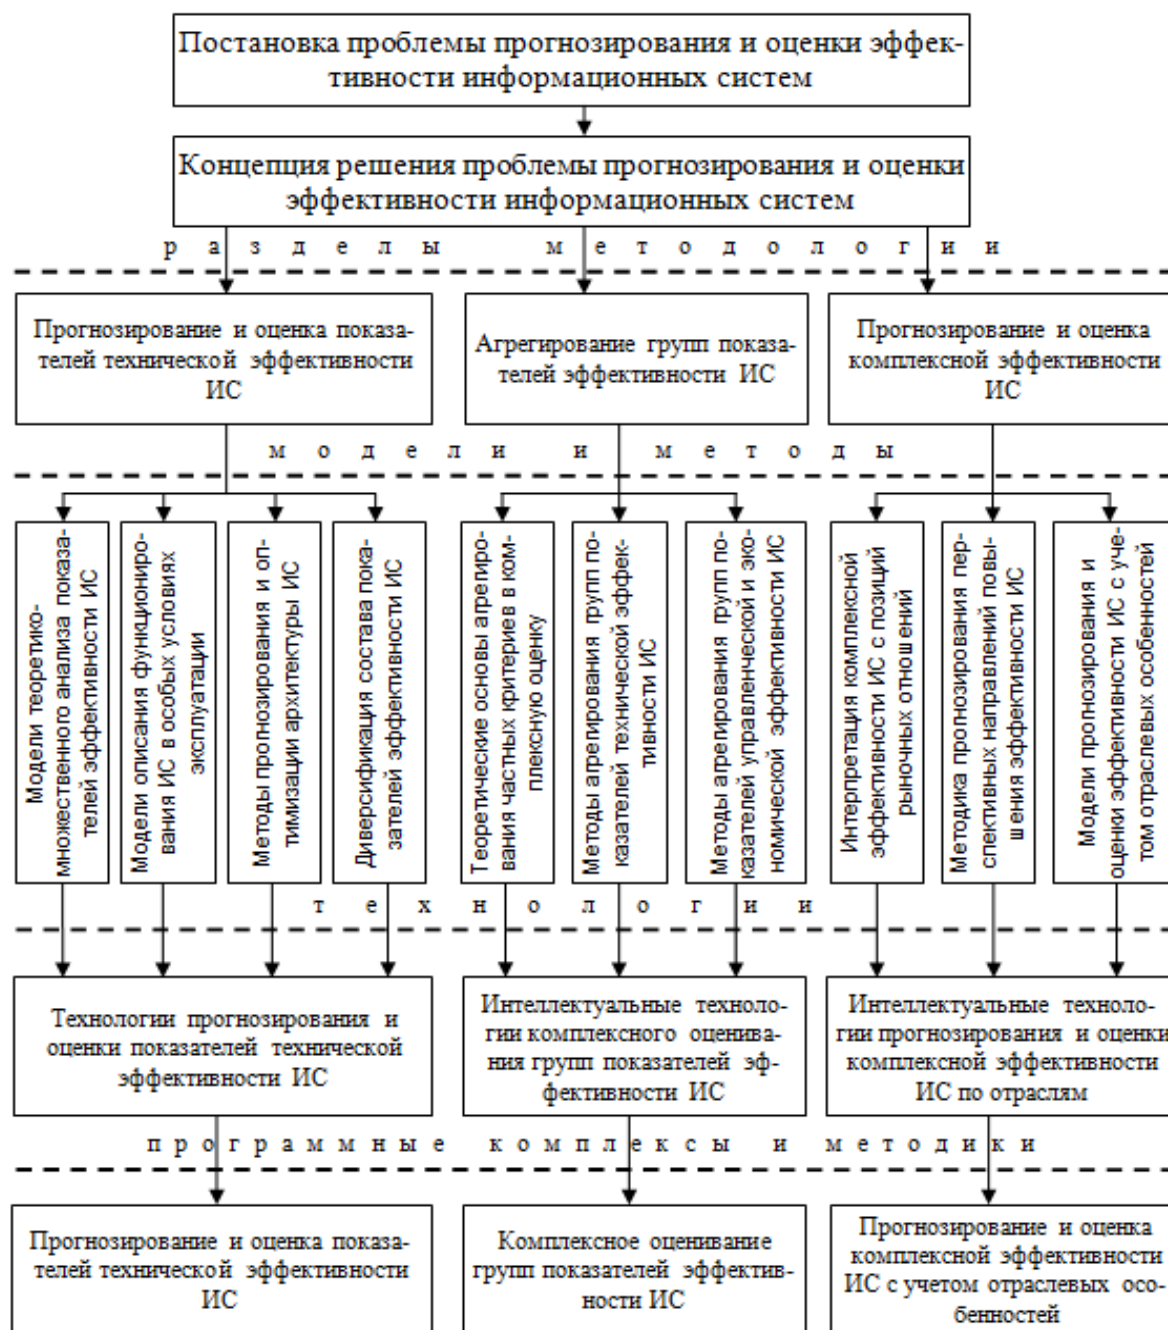 Постановка проблемы прогнозирования и оценки эффек-
тивности информационных систем
Концепция решения проблемы прогнозирования и оценки
эффективности информационных систем
разделы методологии
Прогнозирование и оценка показа-
телей технической эффективности
ИС
Агрегирование групп показа-
телей эффективности ИС
Прогнозирование и оценка
комплексной эффективности
ИС
модели и методы
Модели теоретико-
множественного анализа показа-
телей эффективности ИС
Модели описания функциониро-
вания ИС в особых условиях
эксплуатации
Методы прогнозирования и оп-
тимизации архитектуры ИС
Диверсификация состава пока-
зателей эффективности ИС
Теоретические основы агрегиро-
вания частных критериев в ком-
плексную оценку
Методы агрегирования групп по-
казателей технической эффек-
тивности ИС
Методы агрегирования групп по-
казателей управленческой и эко-
номической эффективности ИС
Интерпретация комплексной
эффективности ИС с позиций
рыночных отношений
Методика прогнозирования пер-
спективных направлений повы-
шения эффективности ИС
Модели прогнозирования и
оценки эффективности ИС с уче-
том отраслевых особенностей
технологии
Технологии прогнозирования и
оценки показателей технической
эффективности ИС
Интеллектуальные техноло-
гии комплексного оценива-
ния групп показателей эф-
фективности ИС
Интеллектуальные техноло-
гии прогнозирования и оценки
комплексной эффективности
ИС по отраслям
программные комплексы и методики
Прогнозирование и оценка показа-
телей технической эффективности
ИС
Комплексное оценивание
групп показателей эффектив-
ности ИС
Прогнозирование и оценка
комплексной эффективности
ИС с учетом отраслевых осо-
бенностей